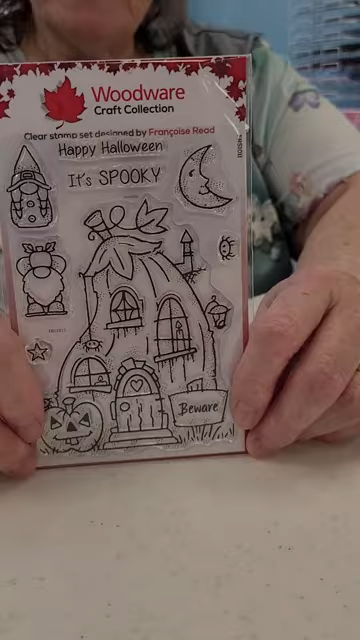 Woodware
Craft Collection
Clear stamp set designed by Françoise Read
Happy Halloween
It's SPOOKY
Beware